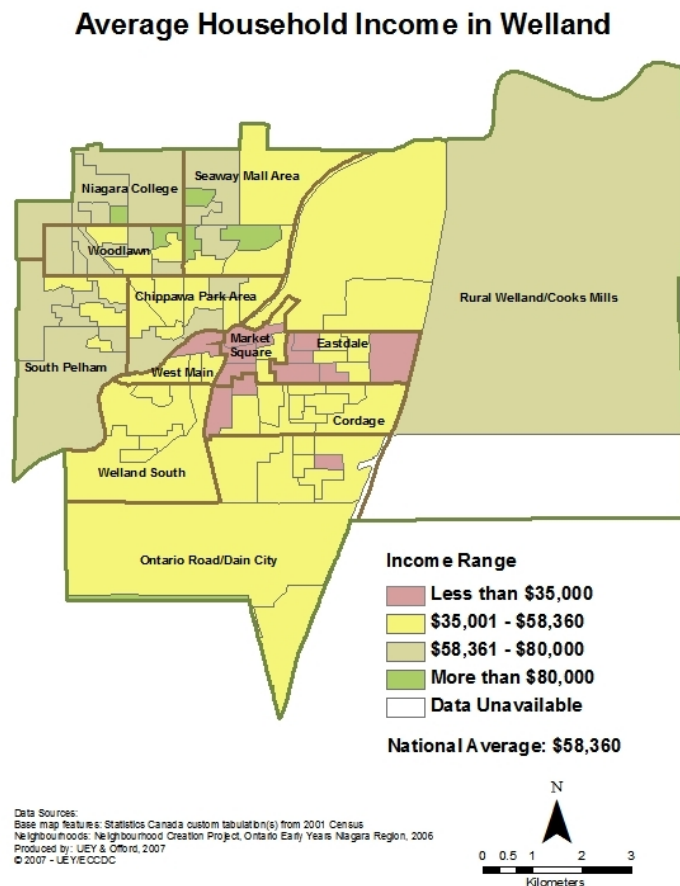 Average Household Income in Welland
Niagara College
Seaway Mall Area
Woodlawn
Chippawa Park Area
Rural Welland/Cooks Mills
Market
Square
Eastdale
South Pelham
West Main
Cordage
Welland South
Ontario Road/Dain City
Income Range
Less than $35,000
$35,001 - $58,360
$58,361 - $80,000
More than $80,000
Data Unavailable
National Average: $58,360
N
Data Sources:
Base map features: Statistics Canada custom tabulation(s) from 2001 Census
Neighbourhoods: Neighbourhood Creation Project, Ontario Early Years Niagara Region, 2006
Produced by: UEY & Offord, 2007
© 2007 - UEY/ECCDC
0 0.5 1 2 3
Kilometers